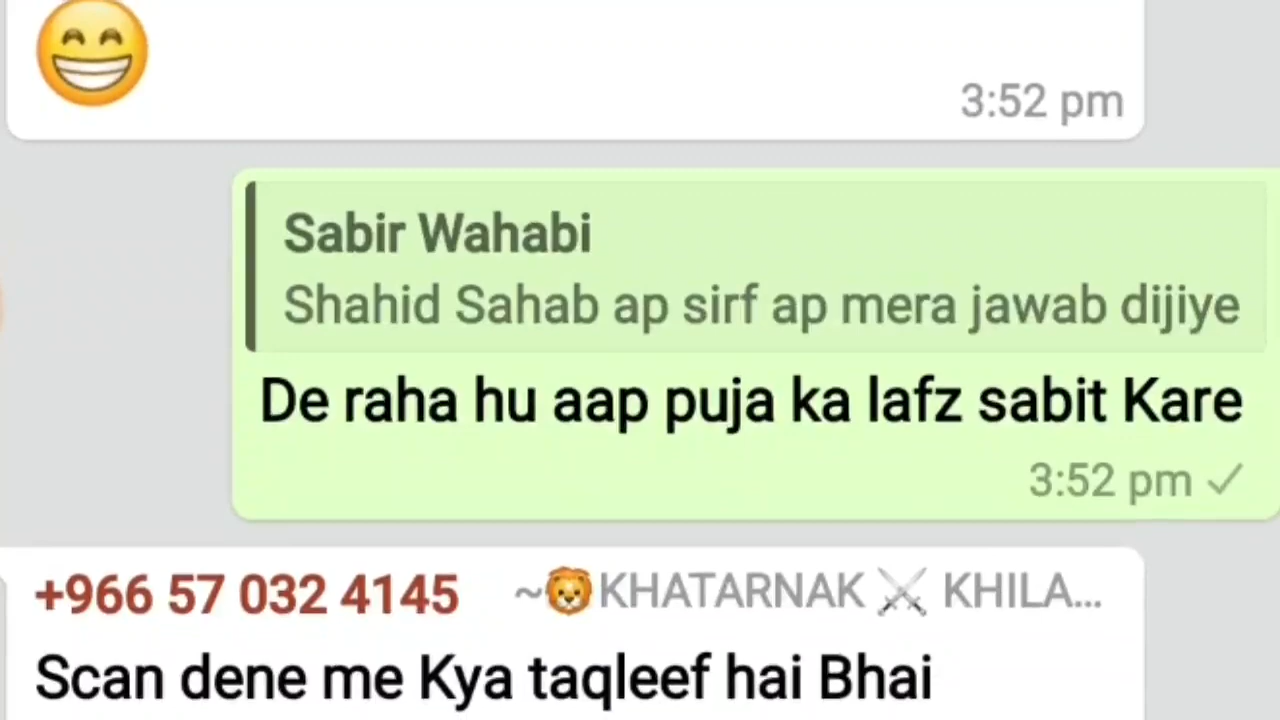 😁
3:52 pm
Sabir Wahabi
Shahid Sahab ap sirf ap mera jawab dijiye
De raha hu aap puja ka lafz sabit Kare
3:52 pm ✓
+966 57 032 4145 ~🦁KHATARNAK ⚔ KHILA...
Scan dene me Kya taqleef hai Bhai